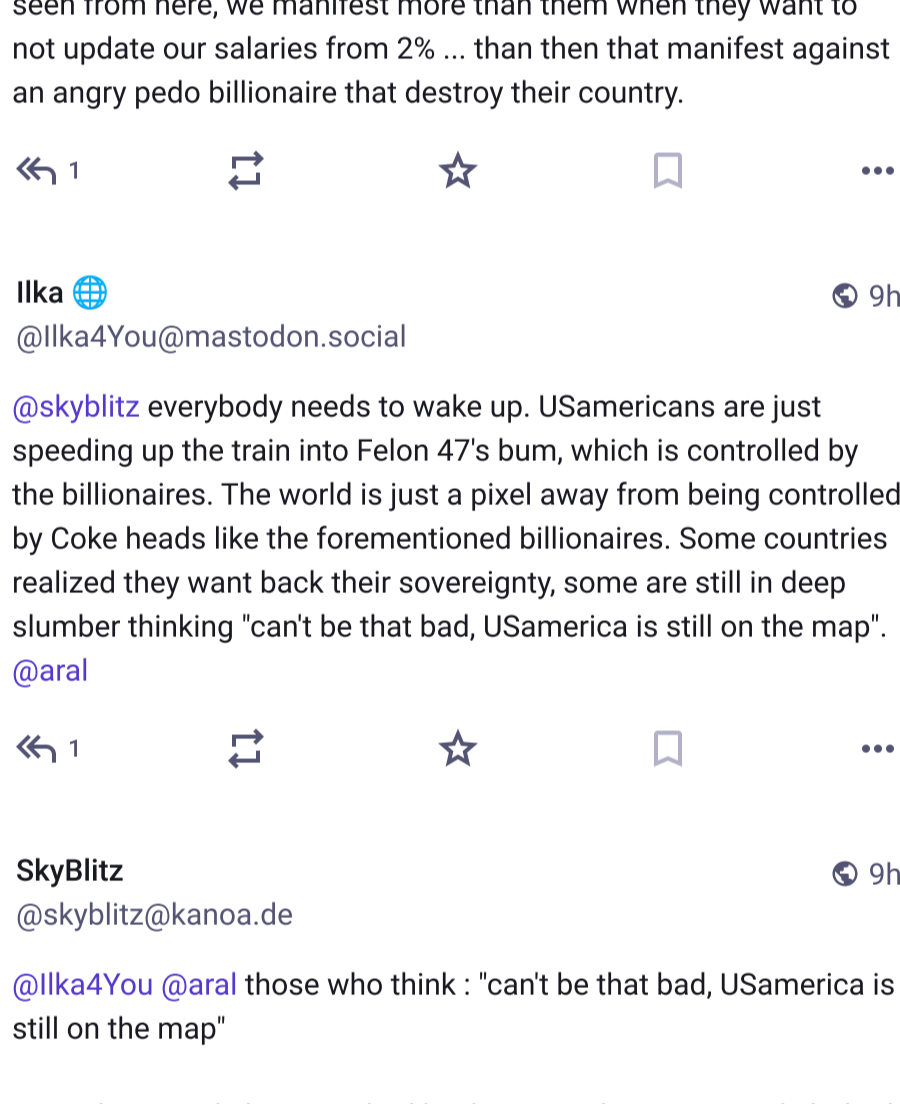 seen from here, we manifest more than them when they want to
not update our salaries from 2% ... than then that manifest against
an angry pedo billionaire that destroy their country.
1
Ilka 🌐
9h
@Ilka4You@mastodon.social
@skyblitz everybody needs to wake up. USamericans are just
speeding up the train into Felon 47's bum, which is controlled by
the billionaires. The world is just a pixel away from being controlled
by Coke heads like the forementioned billionaires. Some countries
realized they want back their sovereignty, some are still in deep
slumber thinking "can't be that bad, USamerica is still on the map".
@aral
1
SkyBlitz
9h
@skyblitz@kanoa.de
@Ilka4You @aral those who think : "can't be that bad, USamerica is
still on the map"